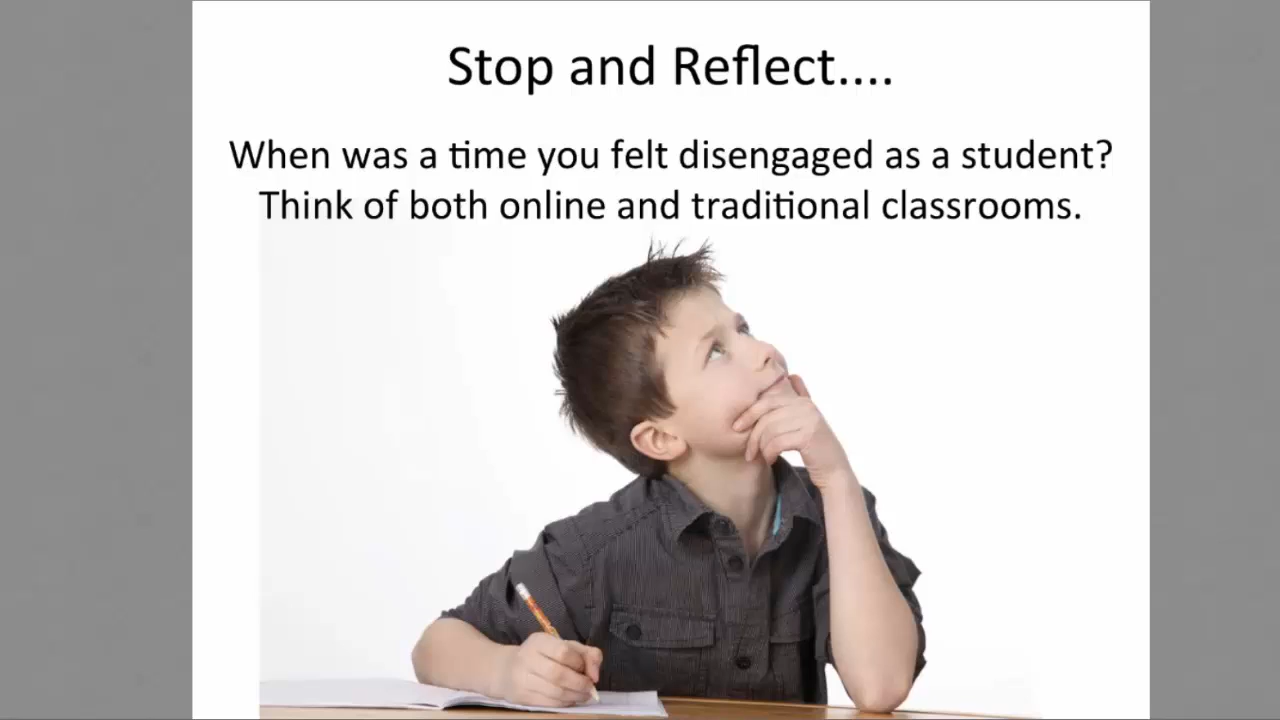 Stop and Reflect....
When was a time you felt disengaged as a student?
Think of both online and traditional classrooms.